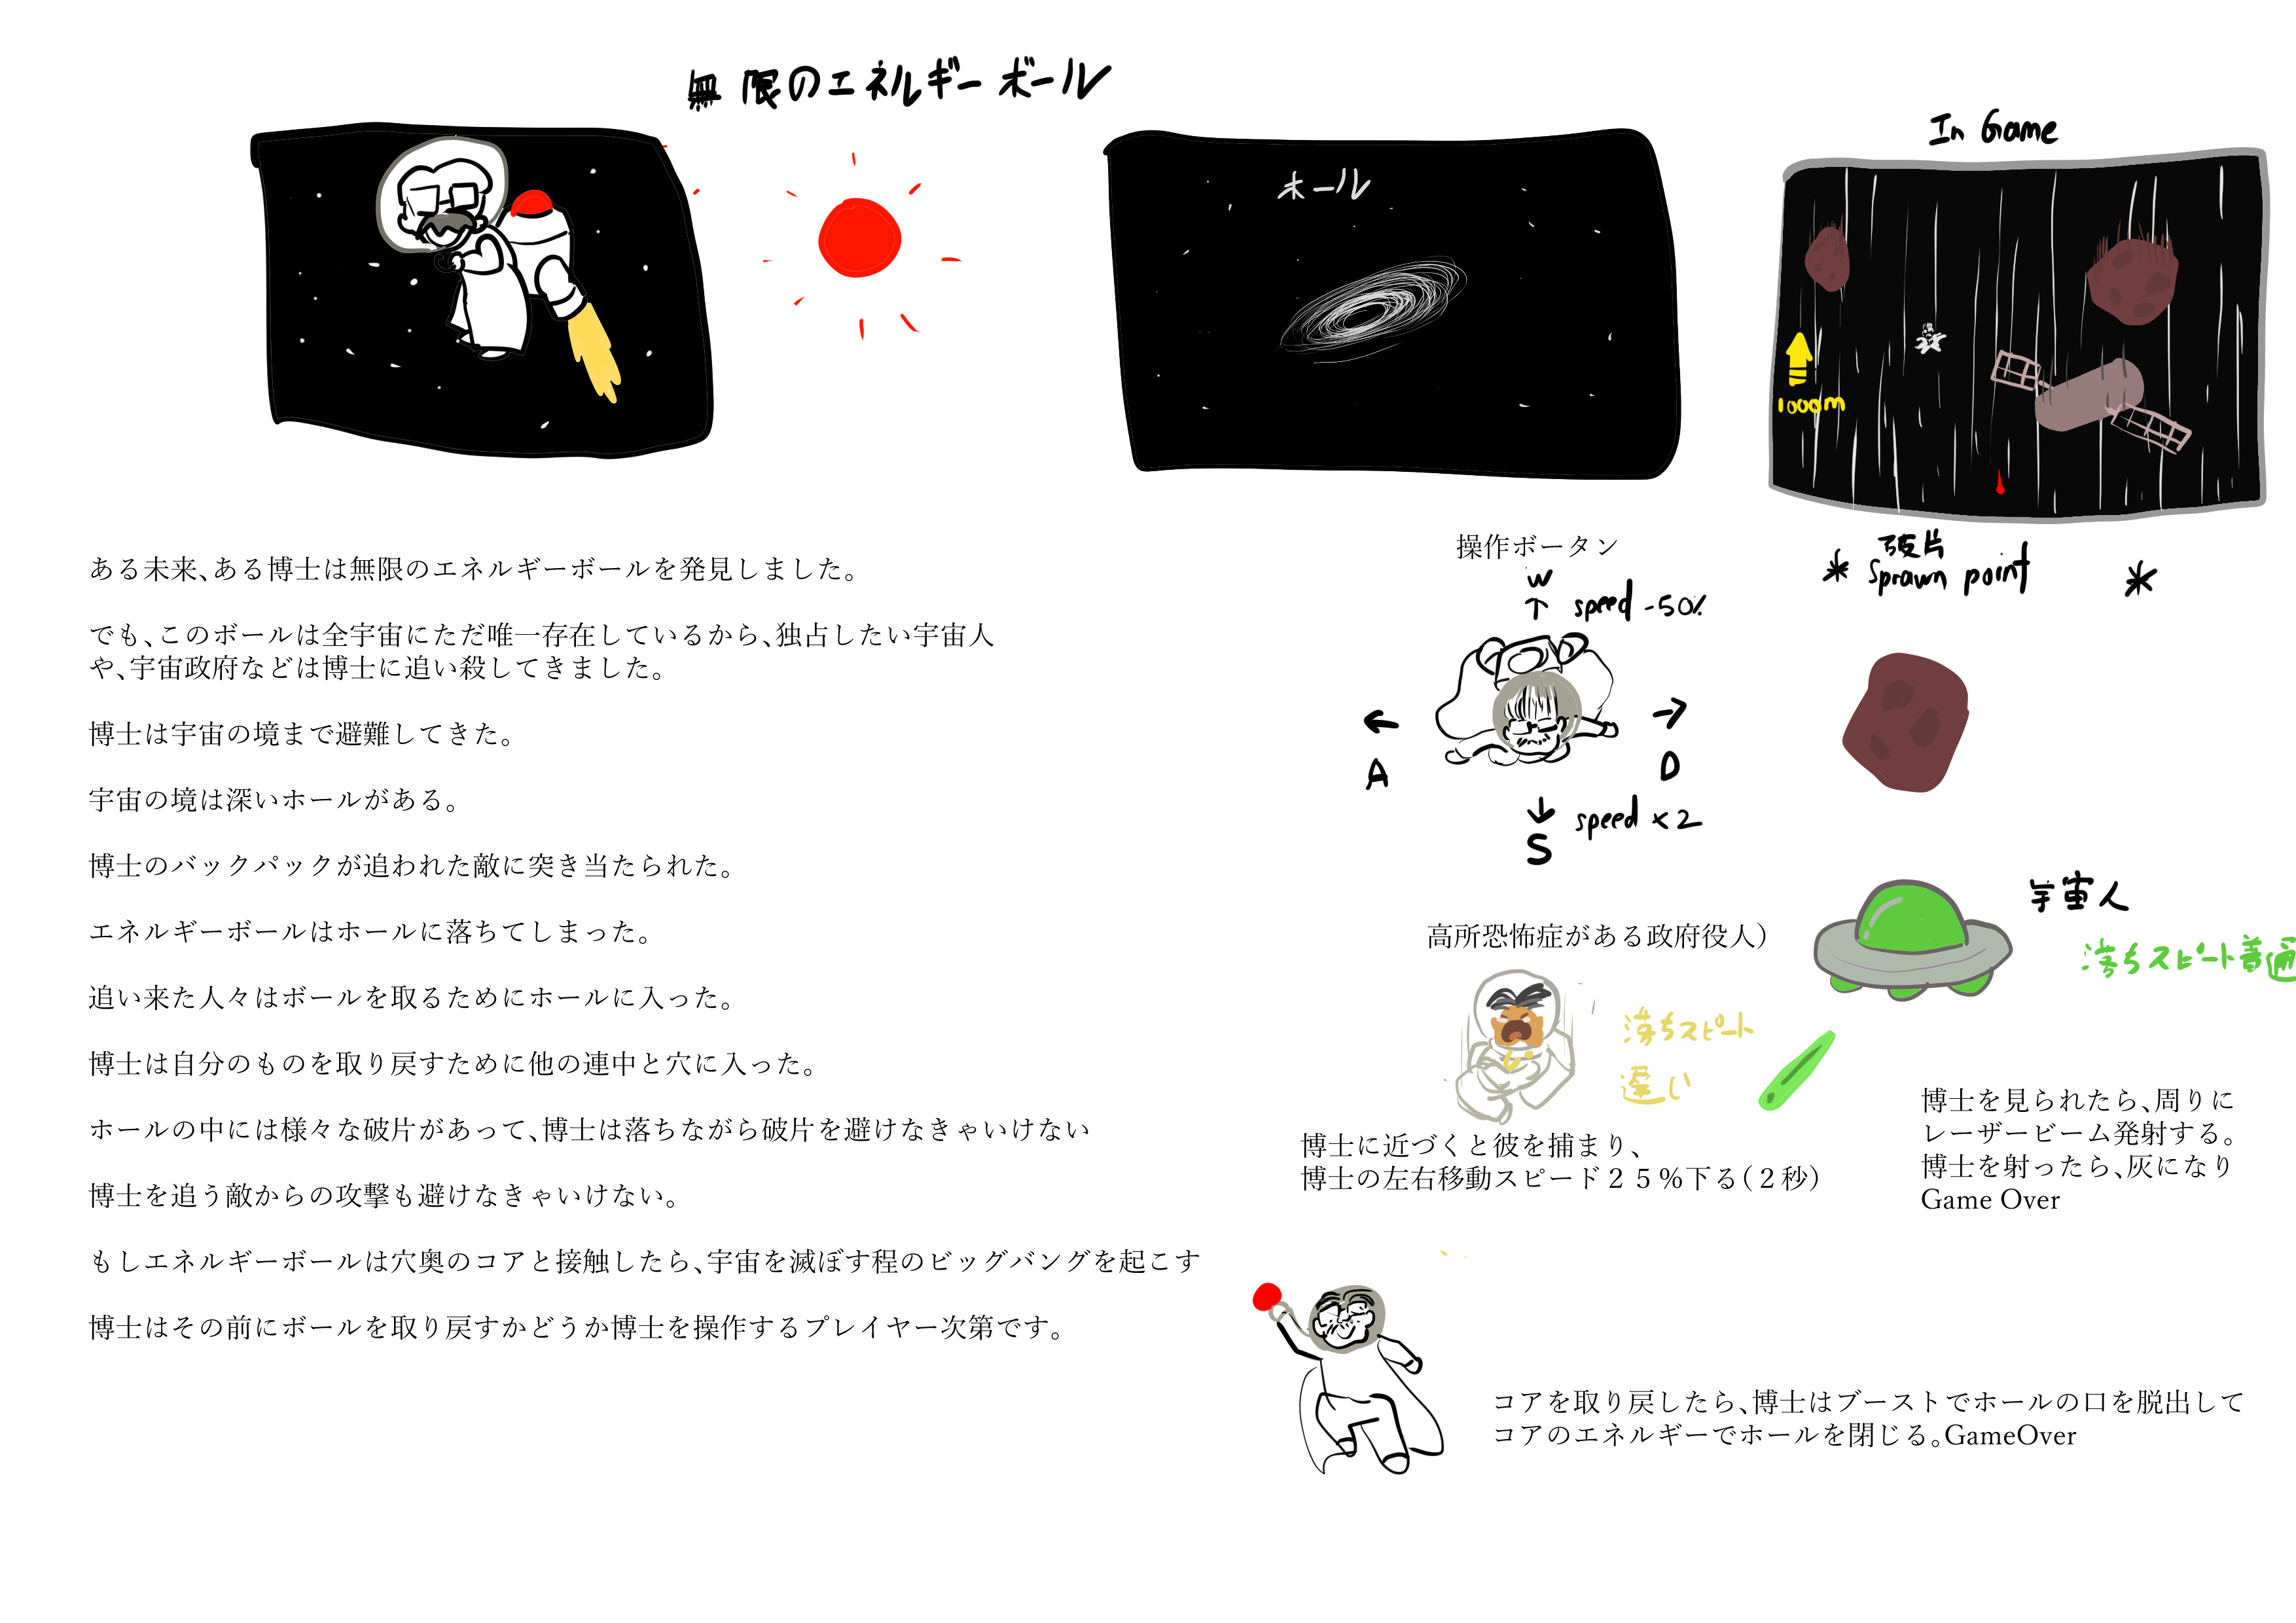 無限のエネルギーボール
ホール
In Game
1000m
ある未来、ある博士は無限のエネルギーボールを発見しました。
でも、このボールは全宇宙にただ唯一存在しているから、独占したい宇宙人
や、宇宙政府などは博士に追い殺してきました。
博士は宇宙の境まで避難してきた。
宇宙の境は深いホールがある。
博士のバックパックが追われた敵に突き当たられた。
エネルギーボールはホールに落ちてしまった。
追い来た人々はボールを取るためにホールに入った。
博士は自分のものを取り戻すために他の連中と穴に入った。
ホールの中には様々な破片があって、博士は落ちながら破片を避けなきゃいけない
博士を追う敵からの攻撃も避けなきゃいけない。
もしエネルギーボールは穴奥のコアと接触したら、宇宙を滅ぼす程のビッグバングを起こす
博士はその前にボールを取り戻すかどうか博士を操作するプレイヤー次第です。
操作ボータン
W
↑ speed -50%
← →
A D
↓ speed ×2
S
* 破片 *
Sprawn point
高所恐怖症がある政府役人）
落ちスピート
遅い
博士に近づくと彼を捕まり、
博士の左右移動スピード２５％下る（２秒）
宇宙人
落ちスピート普通
博士を見られたら、周りに
レーザービーム発射する。
博士を射ったら、灰になり
Game Over
コアを取り戻したら、博士はブーストでホールの口を脱出して
コアのエネルギーでホールを閉じる。GameOver